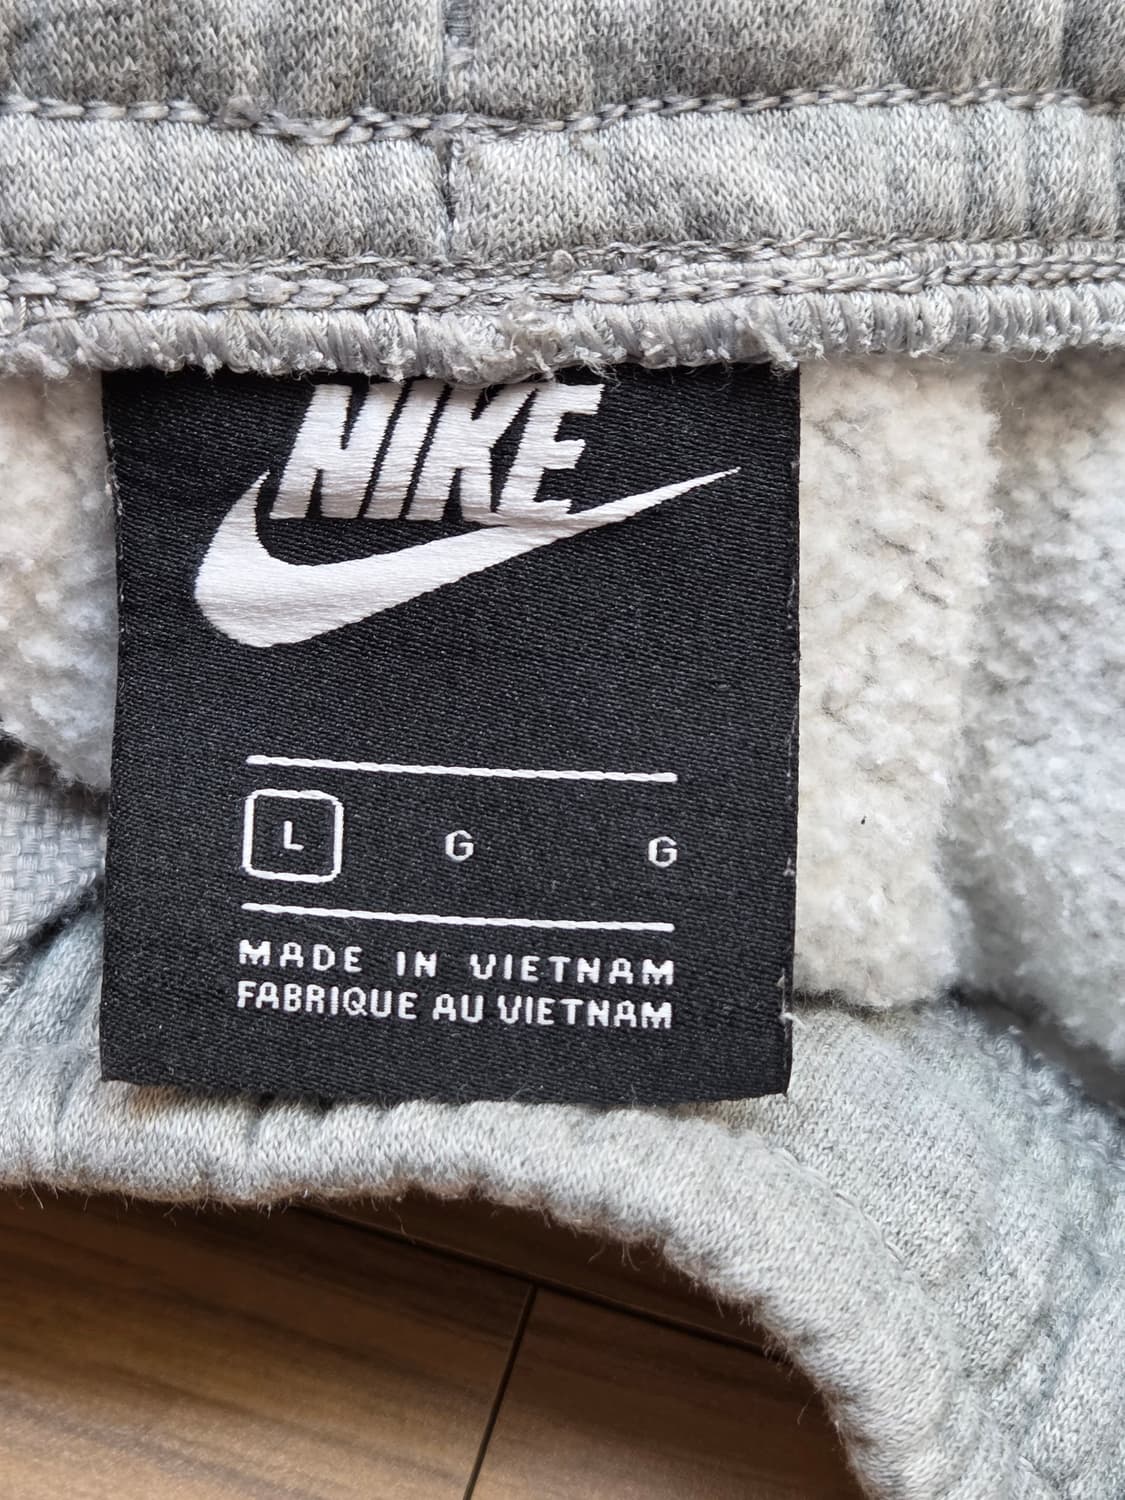 NIKE
L G G
MADE IN VIETNAM
FABRIQUE AU VIETNAM